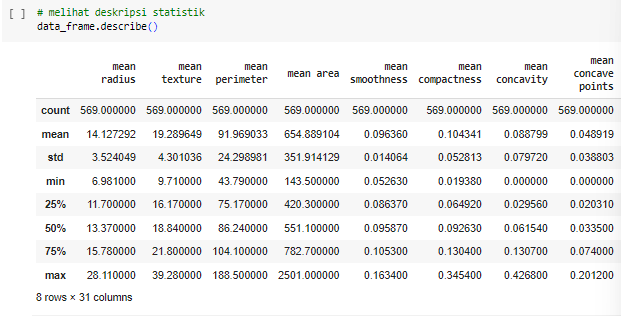 [ ] # melihat deskripsi statistik
data_frame.describe()
mean radius mean texture mean perimeter mean area mean smoothness mean compactness mean concavity mean concave points
count 569.000000 569.000000 569.000000 569.000000 569.000000 569.000000 569.000000 569.000000
mean 14.127292 19.289649 91.969033 654.889104 0.096360 0.104341 0.088799 0.048919
std 3.524049 4.301036 24.298981 351.914129 0.014064 0.052813 0.079720 0.038803
min 6.981000 9.710000 43.790000 143.500000 0.052630 0.019380 0.000000 0.000000
25% 11.700000 16.170000 75.170000 420.300000 0.086370 0.064920 0.029560 0.020310
50% 13.370000 18.840000 86.240000 551.100000 0.095870 0.092630 0.061540 0.033500
75% 15.780000 21.800000 104.100000 782.700000 0.105300 0.130400 0.130700 0.074000
max 28.110000 39.280000 188.500000 2501.000000 0.163400 0.345400 0.426800 0.201200
8 rows × 31 columns